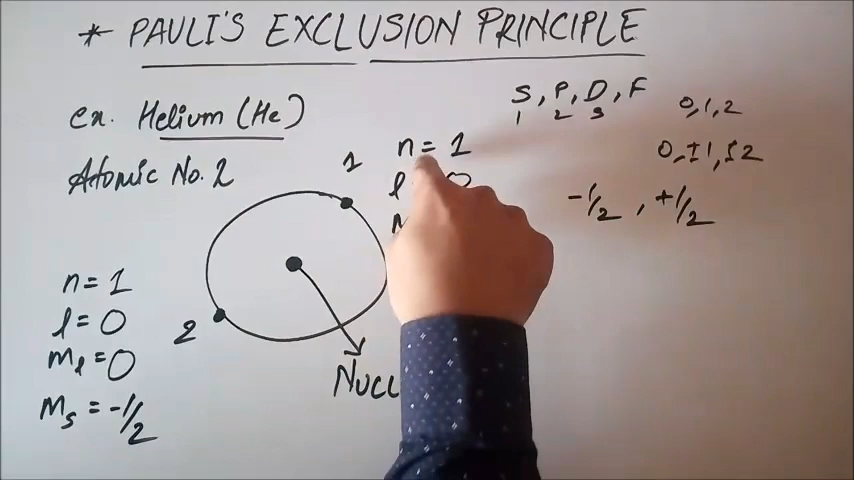 * PAULI'S EXCLUSION PRINCIPLE
ex. Helium (He)
Atomic No. 2
S, P, D, F
1 2 3
0, 1, 2
0, ±1, ±2
-1/2, +1/2
1
n = 1
l 0
M
2
n = 1
l = 0
Ml = 0
Ms = -1/2
NUCL